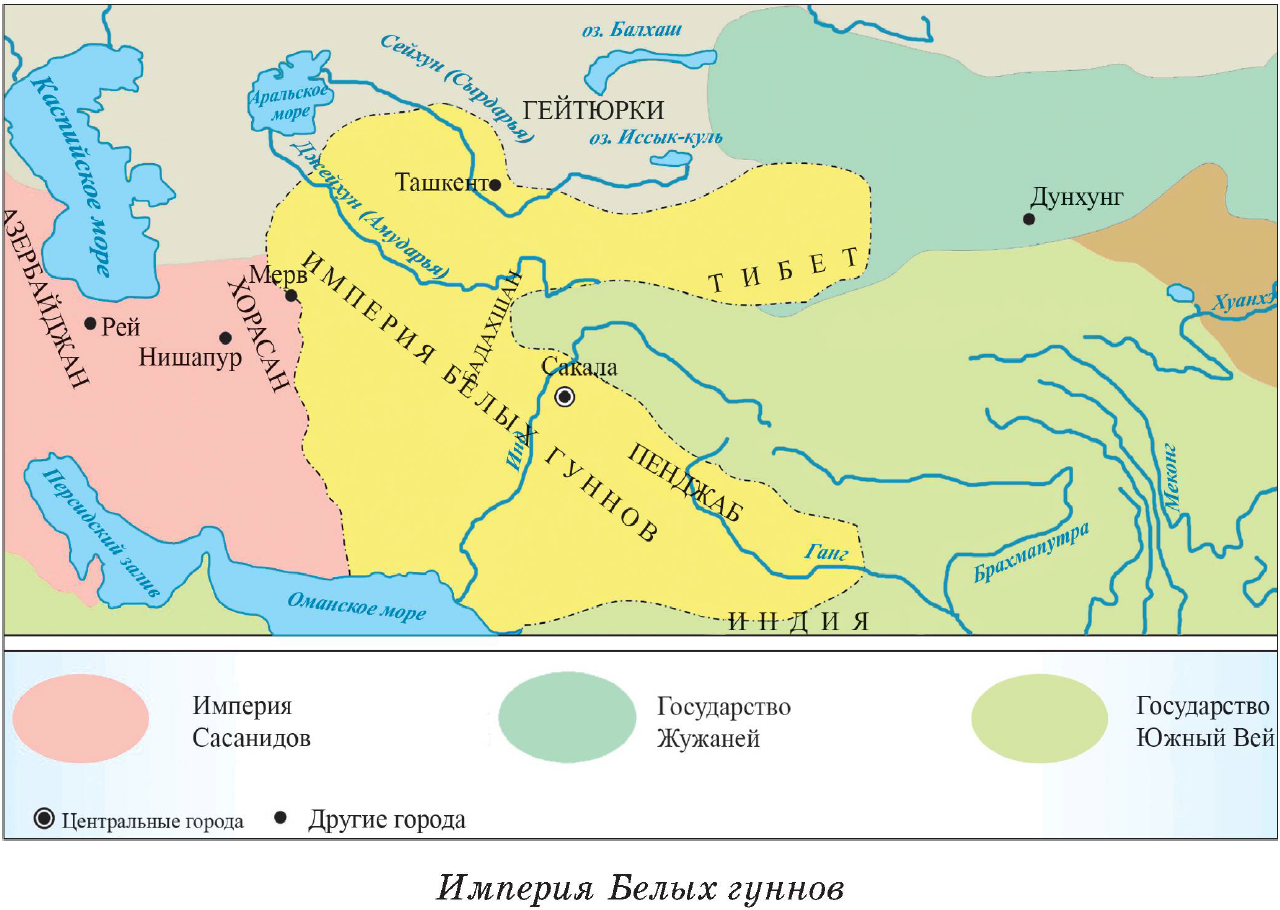 оз. Балхаш
Сейхун (Сырдарья)
Каспийское море
Аральское
море
ГЕЙТЮРКИ
оз. Иссык-куль
Джейхун (Амударья)
Ташкент
Дунхунг
АЗЕРБАЙДЖАН
Мерв
ХОРАСАН
ИМПЕРИЯ БЕЛЫХ ГУННОВ
ТИБЕТ
БАДАХШАН
Хуанхэ
Рей
Нишапур
Сакала
Инд
ПЕНДЖАБ
Меконг
Персидский залив
Ганг
Брахмапутра
Оманское море
ИНДИЯ
Империя
Сасанидов
Государство
Жужаней
Государство
Южный Вей
Центральные города
Другие города
Империя Белых гуннов